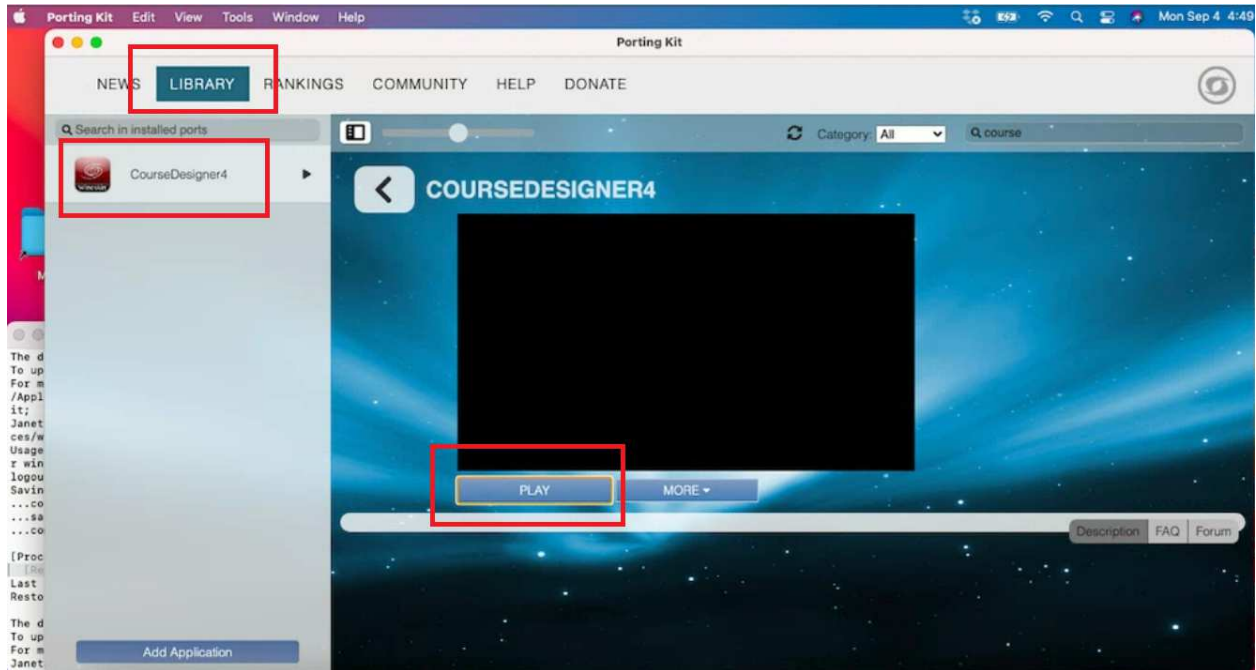 Porting Kit Edit View Tools Window Help Mon Sep 4 4:49
Porting Kit
NEWS LIBRARY RANKINGS COMMUNITY HELP DONATE
Search in installed ports
Category: All
course
CourseDesigner4
COURSEDESIGNER4
PLAY MORE
Description FAQ Forum
The d
To up
For m
/Appl
it;
Janet
ces/w
Usage
r win
logou
Savin
...co
...sa
...co
[Proc
[Re
Last
Resto
The d
To up
For m
Janet
Add Application